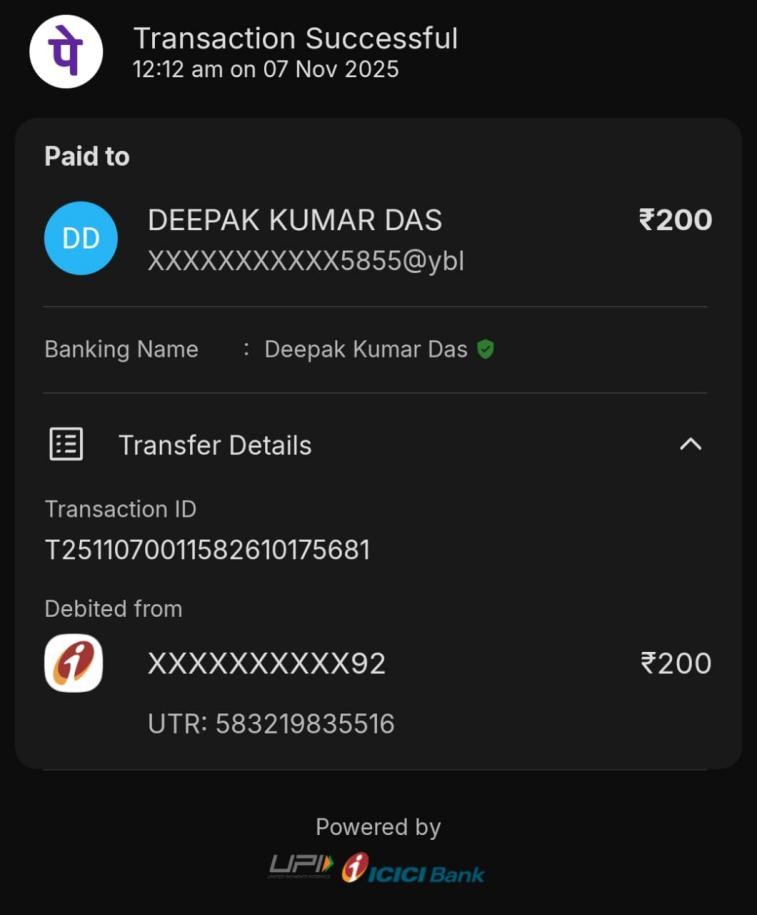 पे
Transaction Successful
12:12 am on 07 Nov 2025
Paid to
DD
DEEPAK KUMAR DAS
₹200
XXXXXXXXXXX5855@ybl
Banking Name : Deepak Kumar Das
Transfer Details
Transaction ID
T2511070011582610175681
Debited from
XXXXXXXXXX92
₹200
UTR: 583219835516
Powered by
UPI
ICICI Bank